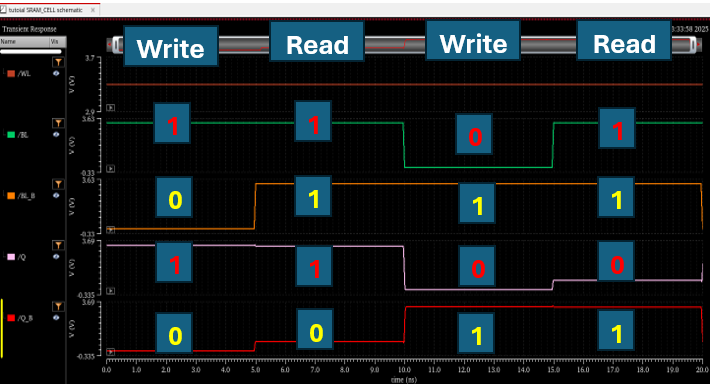 tutoial SRAM_CELL schematic ×
Transient Response 3:33:58 2025
Name Vis
Write Read Write Read
/WL
3.7
V (V)
2.9
/BL
3.63
V (V)
-0.33
1 1 0 1
/BL_B
3.63
V (V)
-0.33
0 1 1 1
/Q
3.69
V (V)
-0.335
1 1 0 0
/Q_B
3.69
V (V)
-0.335
0 0 1 1
0.0 1.0 2.0 3.0 4.0 5.0 6.0 7.0 8.0 9.0 10.0 11.0 12.0 13.0 14.0 15.0 16.0 17.0 18.0 19.0 20.0
time (ns)